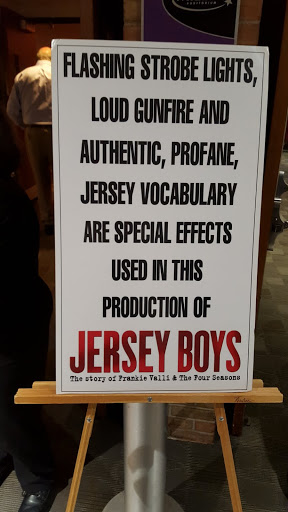 FLASHING STROBE LIGHTS,
LOUD GUNFIRE AND
AUTHENTIC, PROFANE,
JERSEY VOCABULARY
ARE SPECIAL EFFECTS
USED IN THIS
PRODUCTION OF
JERSEY BOYS
The story of Frankie Valli & The Four Seasons